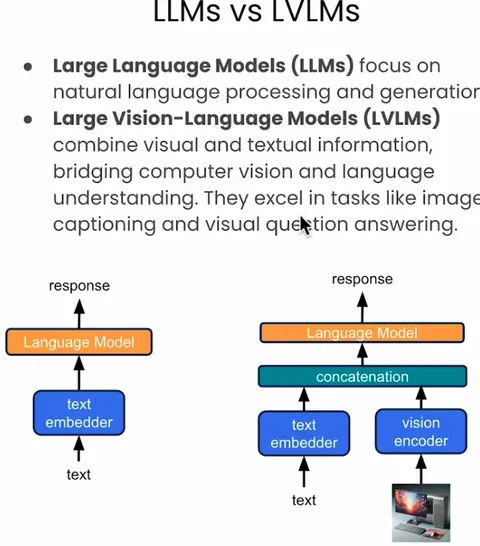 LLMs vs LVLMs
● Large Language Models (LLMs) focus on
natural language processing and generation
● Large Vision-Language Models (LVLMs)
combine visual and textual information,
bridging computer vision and language
understanding. They excel in tasks like image
captioning and visual question answering.
response
Language Model
text
embedder
text
response
Language Model
concatenation
text
embedder
vision
encoder
text